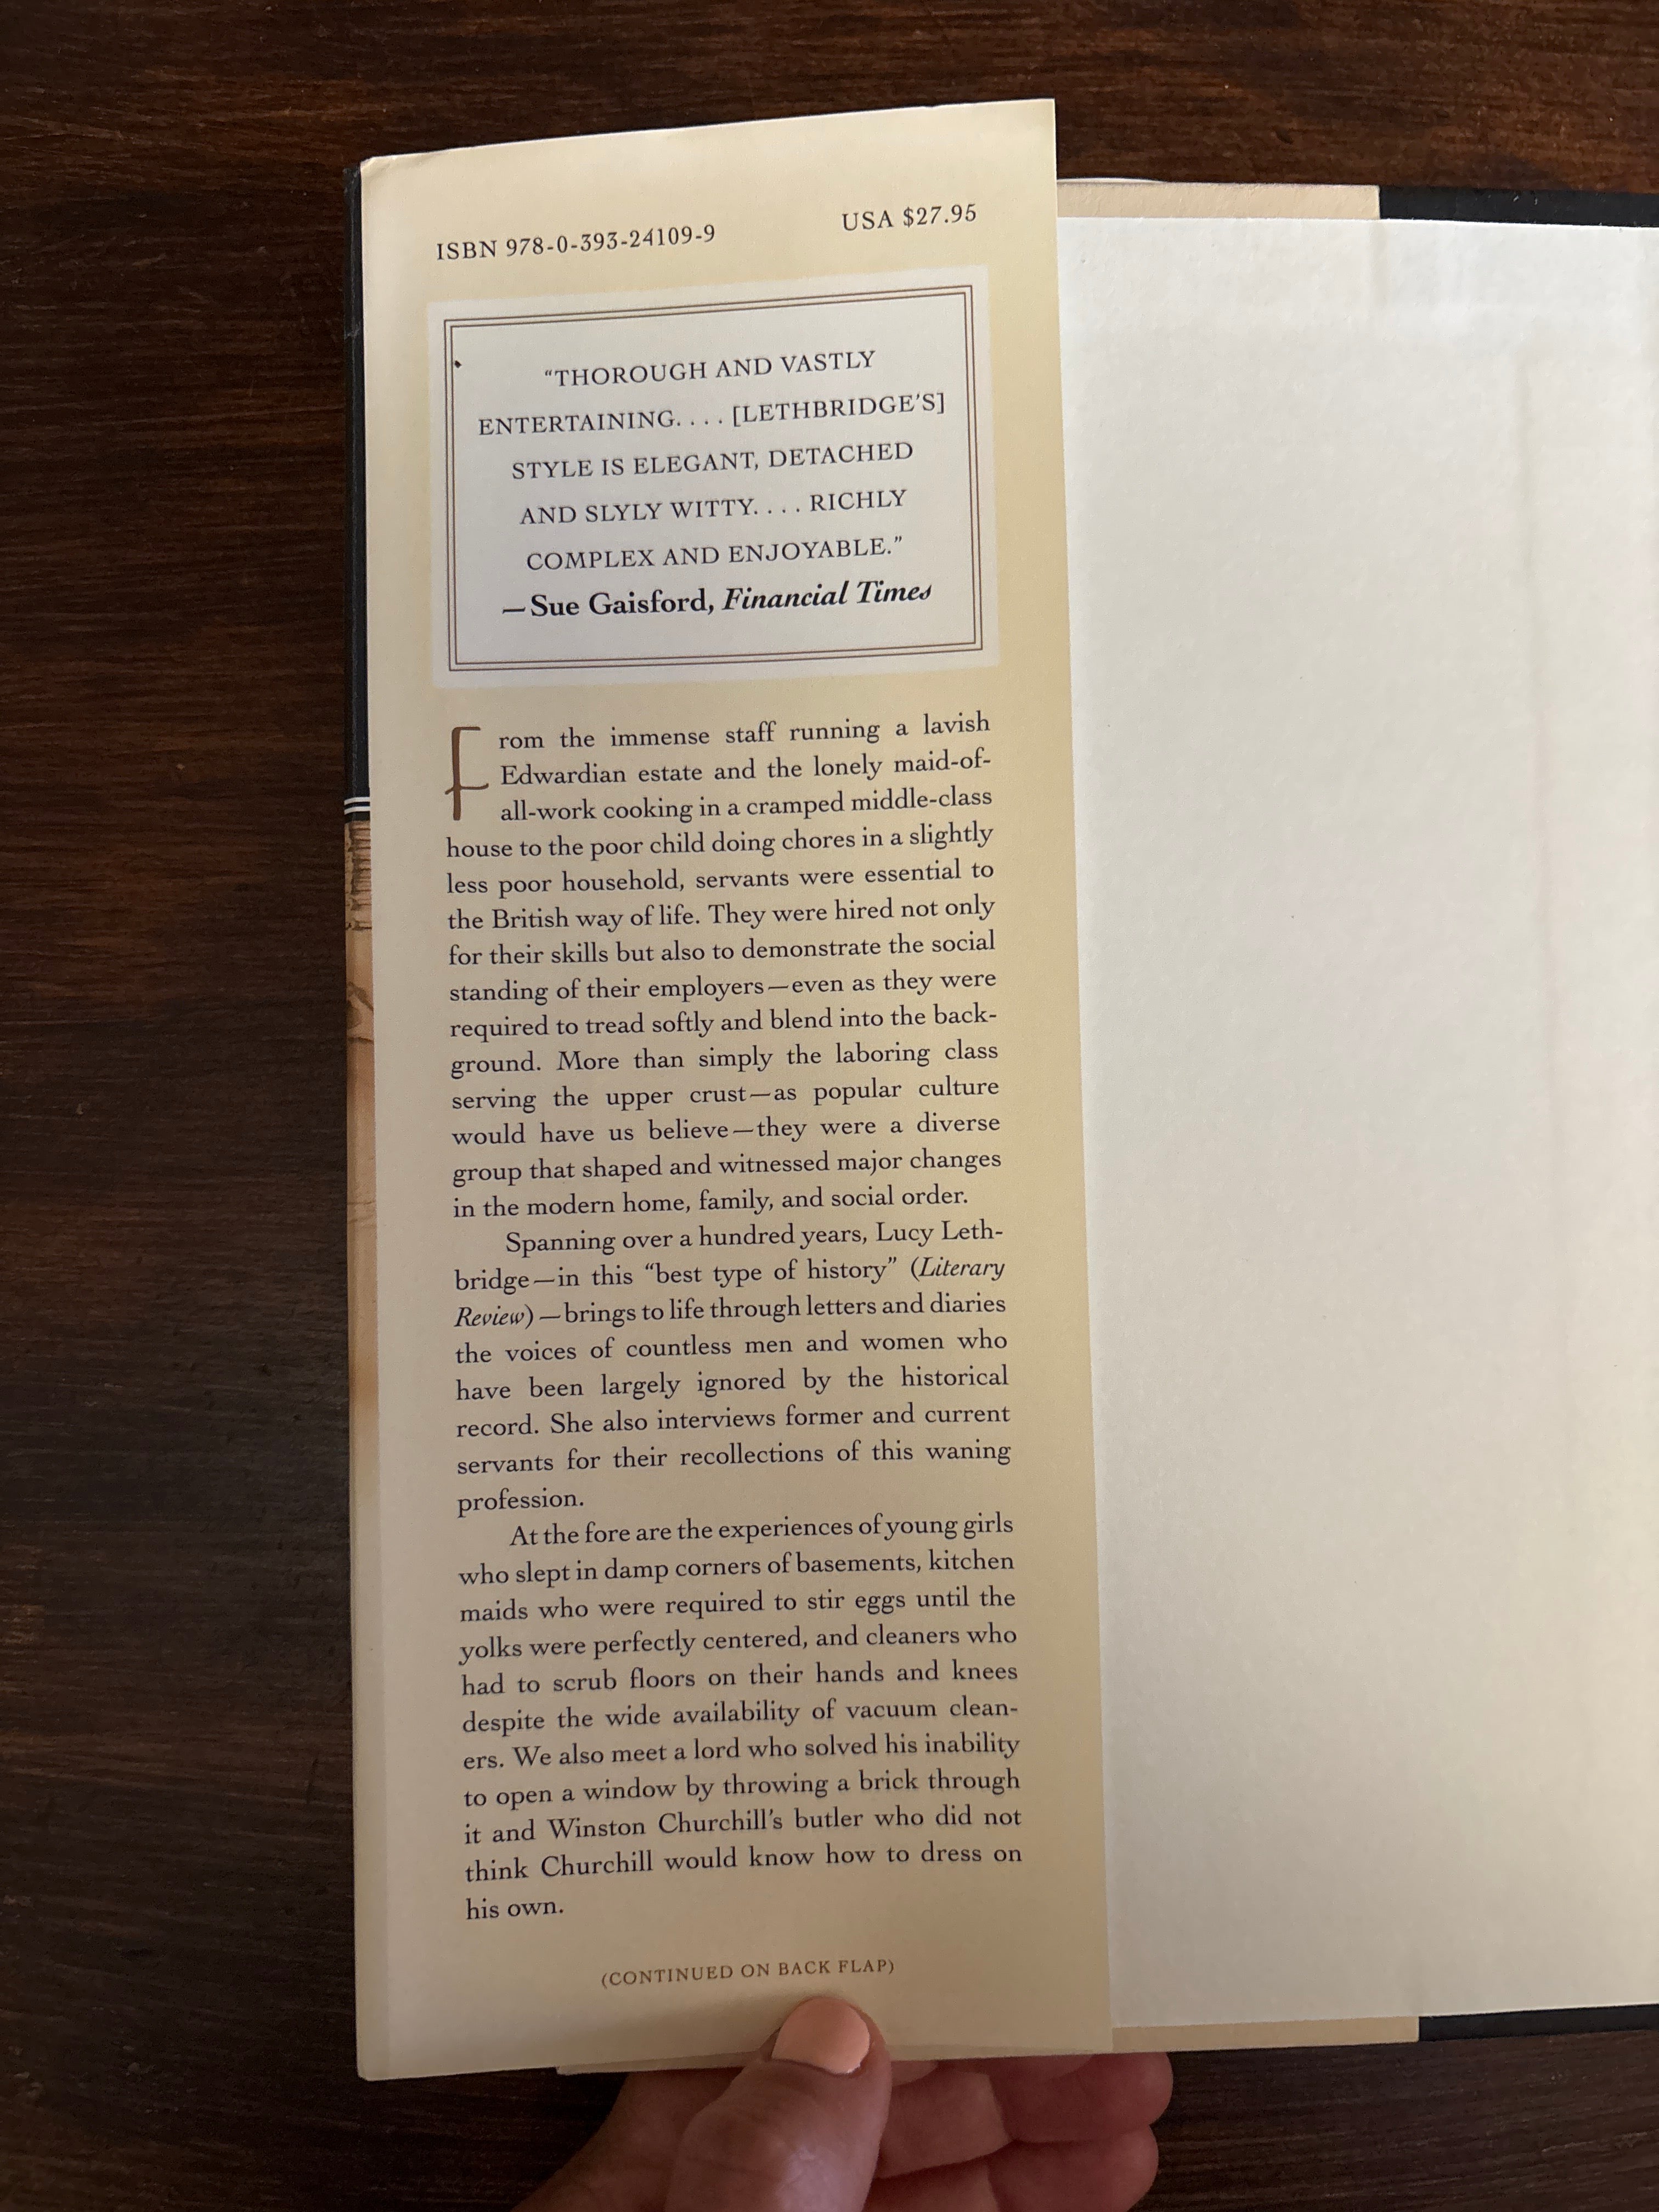 ISBN 978-0-393-24109-9
USA $27.95
“THOROUGH AND VASTLY
ENTERTAINING. . . . [LETHBRIDGE’S]
STYLE IS ELEGANT, DETACHED
AND SLYLY WITTY. . . . RICHLY
COMPLEX AND ENJOYABLE.”
—Sue Gaisford, Financial Times
From the immense staff running a lavish
Edwardian estate and the lonely maid-of-
all-work cooking in a cramped middle-class
house to the poor child doing chores in a slightly
less poor household, servants were essential to
the British way of life. They were hired not only
for their skills but also to demonstrate the social
standing of their employers—even as they were
required to tread softly and blend into the back-
ground. More than simply the laboring class
serving the upper crust—as popular culture
would have us believe—they were a diverse
group that shaped and witnessed major changes
in the modern home, family, and social order.
Spanning over a hundred years, Lucy Leth-
bridge—in this “best type of history” (Literary
Review)—brings to life through letters and diaries
the voices of countless men and women who
have been largely ignored by the historical
record. She also interviews former and current
servants for their recollections of this waning
profession.
At the fore are the experiences of young girls
who slept in damp corners of basements, kitchen
maids who were required to stir eggs until the
yolks were perfectly centered, and cleaners who
had to scrub floors on their hands and knees
despite the wide availability of vacuum clean-
ers. We also meet a lord who solved his inability
to open a window by throwing a brick through
it and Winston Churchill’s butler who did not
think Churchill would know how to dress on
his own.
(CONTINUED ON BACK FLAP)